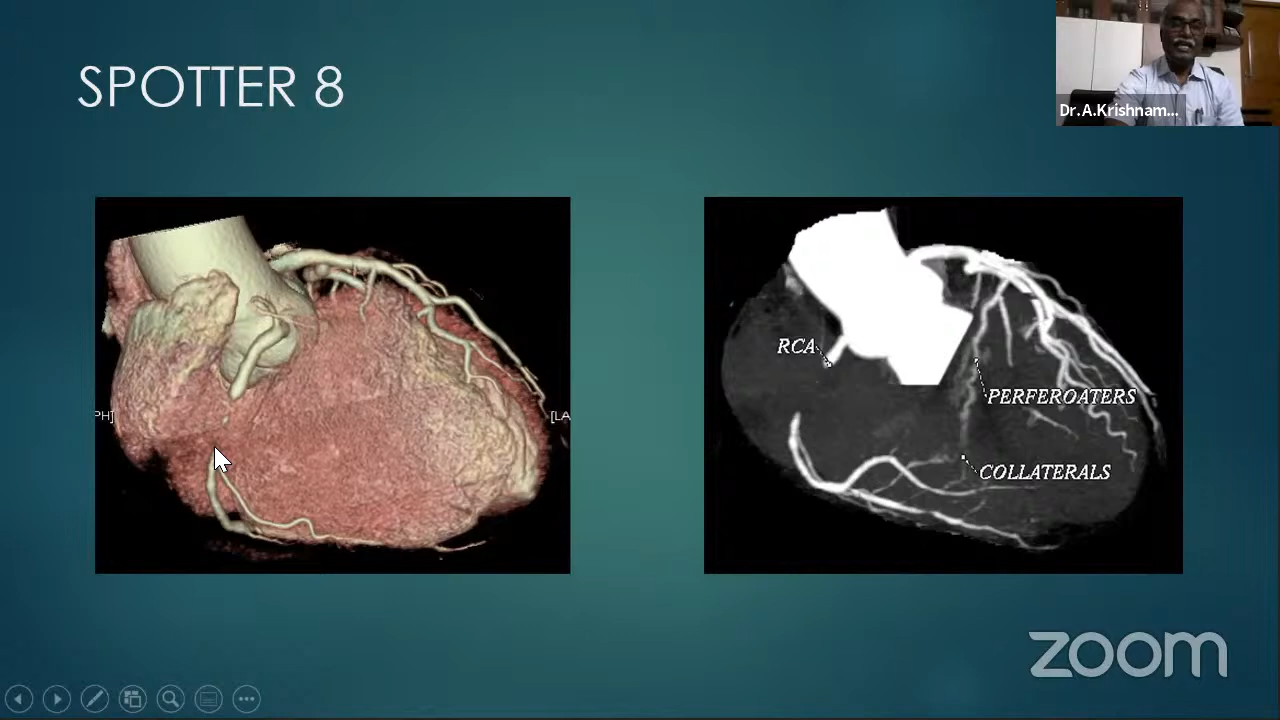 SPOTTER 8
Dr.A.Krishnam...
PH]
[LA
RCA
PERFEROATERS
COLLATERALS
zoom